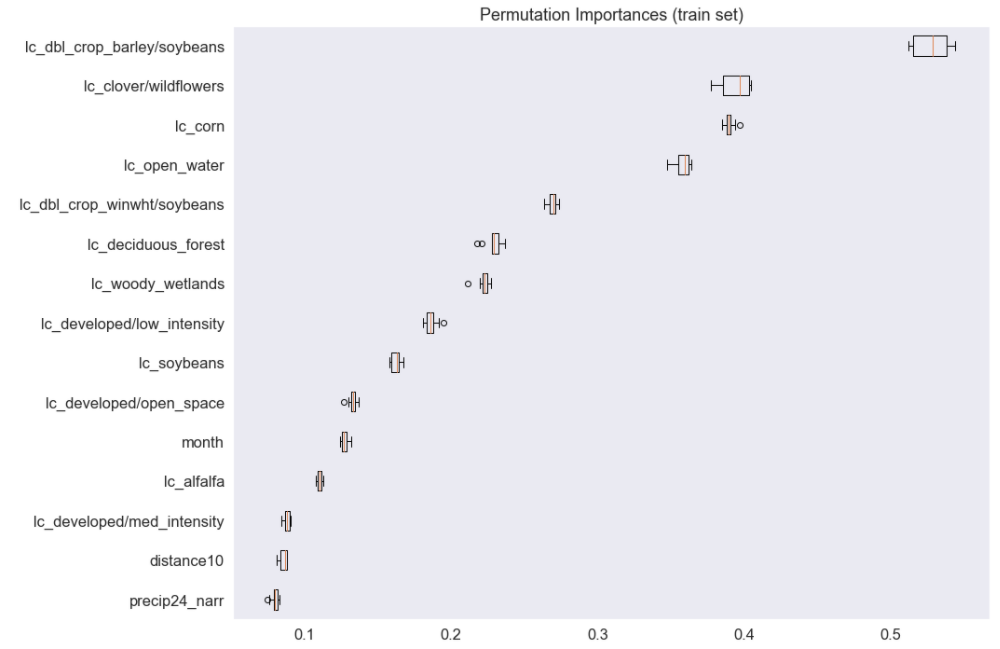 Permutation Importances (train set)
lc_dbl_crop_barley/soybeans
lc_clover/wildflowers
lc_corn
lc_open_water
lc_dbl_crop_winwht/soybeans
lc_deciduous_forest
lc_woody_wetlands
lc_developed/low_intensity
lc_soybeans
lc_developed/open_space
month
lc_alfalfa
lc_developed/med_intensity
distance10
precip24_narr
0.1 0.2 0.3 0.4 0.5